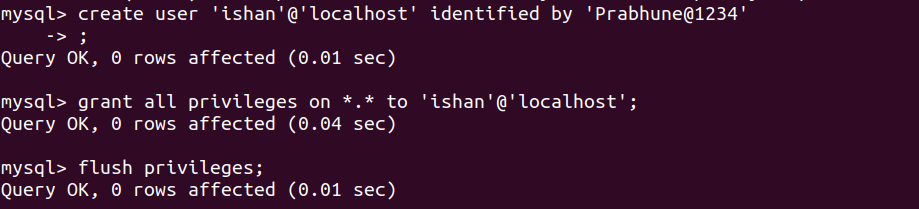 mysql> create user 'ishan'@'localhost' identified by 'Prabhune@1234'
    -> ;
Query OK, 0 rows affected (0.01 sec)

mysql> grant all privileges on *.* to 'ishan'@'localhost';
Query OK, 0 rows affected (0.04 sec)

mysql> flush privileges;
Query OK, 0 rows affected (0.01 sec)